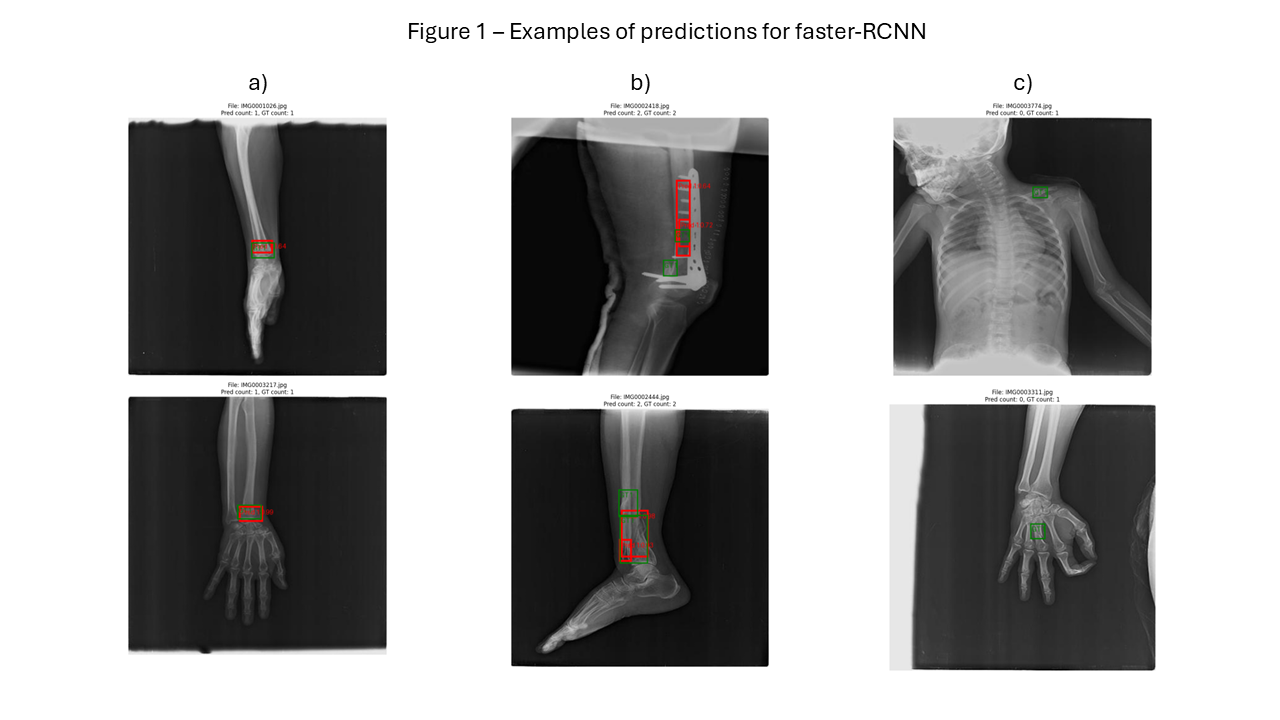 Figure 1 – Examples of predictions for faster-RCNN
a)
b)
c)
File: IMG0001026.jpg
Pred count: 1, GT count: 1
File: IMG0002418.jpg
Pred count: 2, GT count: 2
File: IMG0003774.jpg
Pred count: 0, GT count: 1
File: IMG0003217.jpg
Pred count: 1, GT count: 1
File: IMG0002444.jpg
Pred count: 2, GT count: 2
File: IMG0003311.jpg
Pred count: 0, GT count: 1